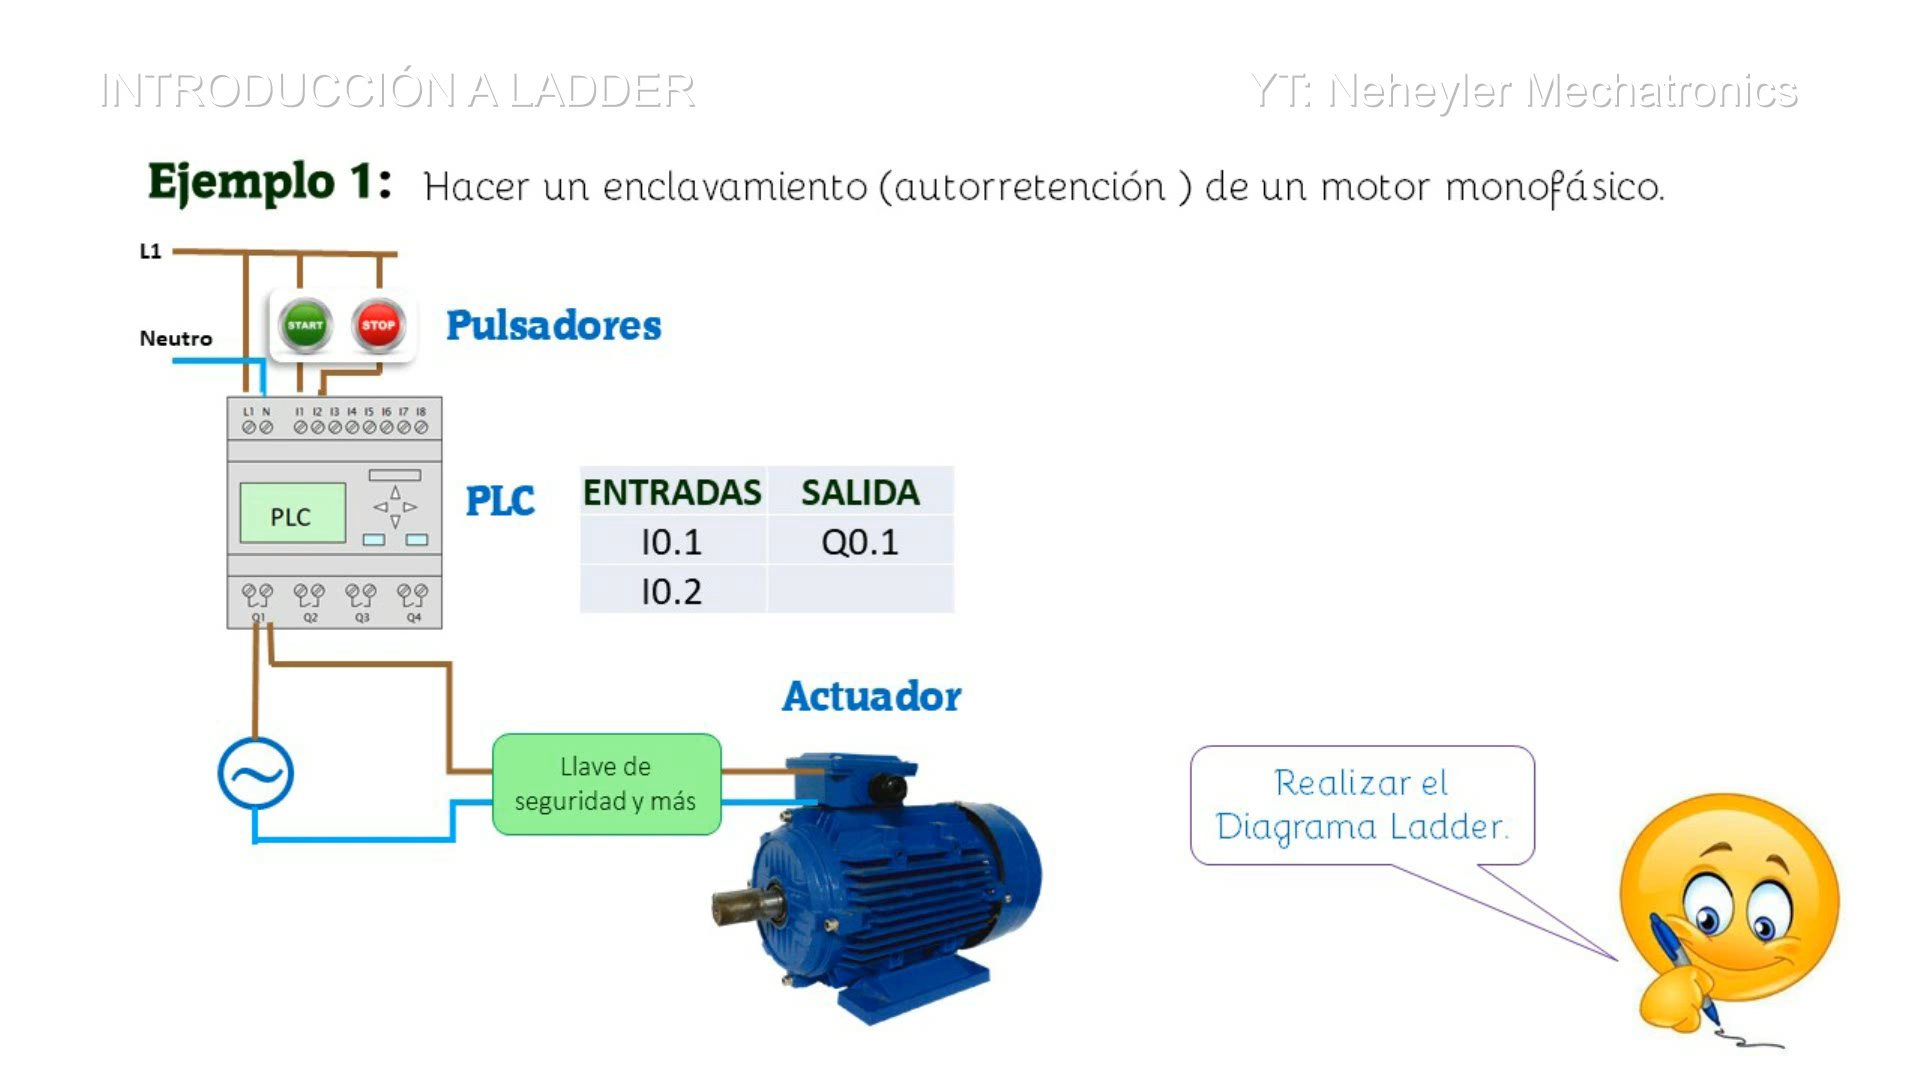 INTRODUCCIÓN A LADDER
YT: Neheyler Mechatronics
Ejemplo 1: Hacer un enclavamiento (autorretención ) de un motor monofásico.
L1
START STOP
Pulsadores
Neutro
L1 N I1 I2 I3 I4 I5 I6 I7 I8
PLC
PLC
ENTRADAS SALIDA
I0.1 Q0.1
I0.2
Q1 Q2 Q3 Q4
Actuador
Llave de
seguridad y más
Realizar el
Diagrama Ladder.